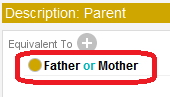 Description: Parent
Equivalent To
Father or Mother